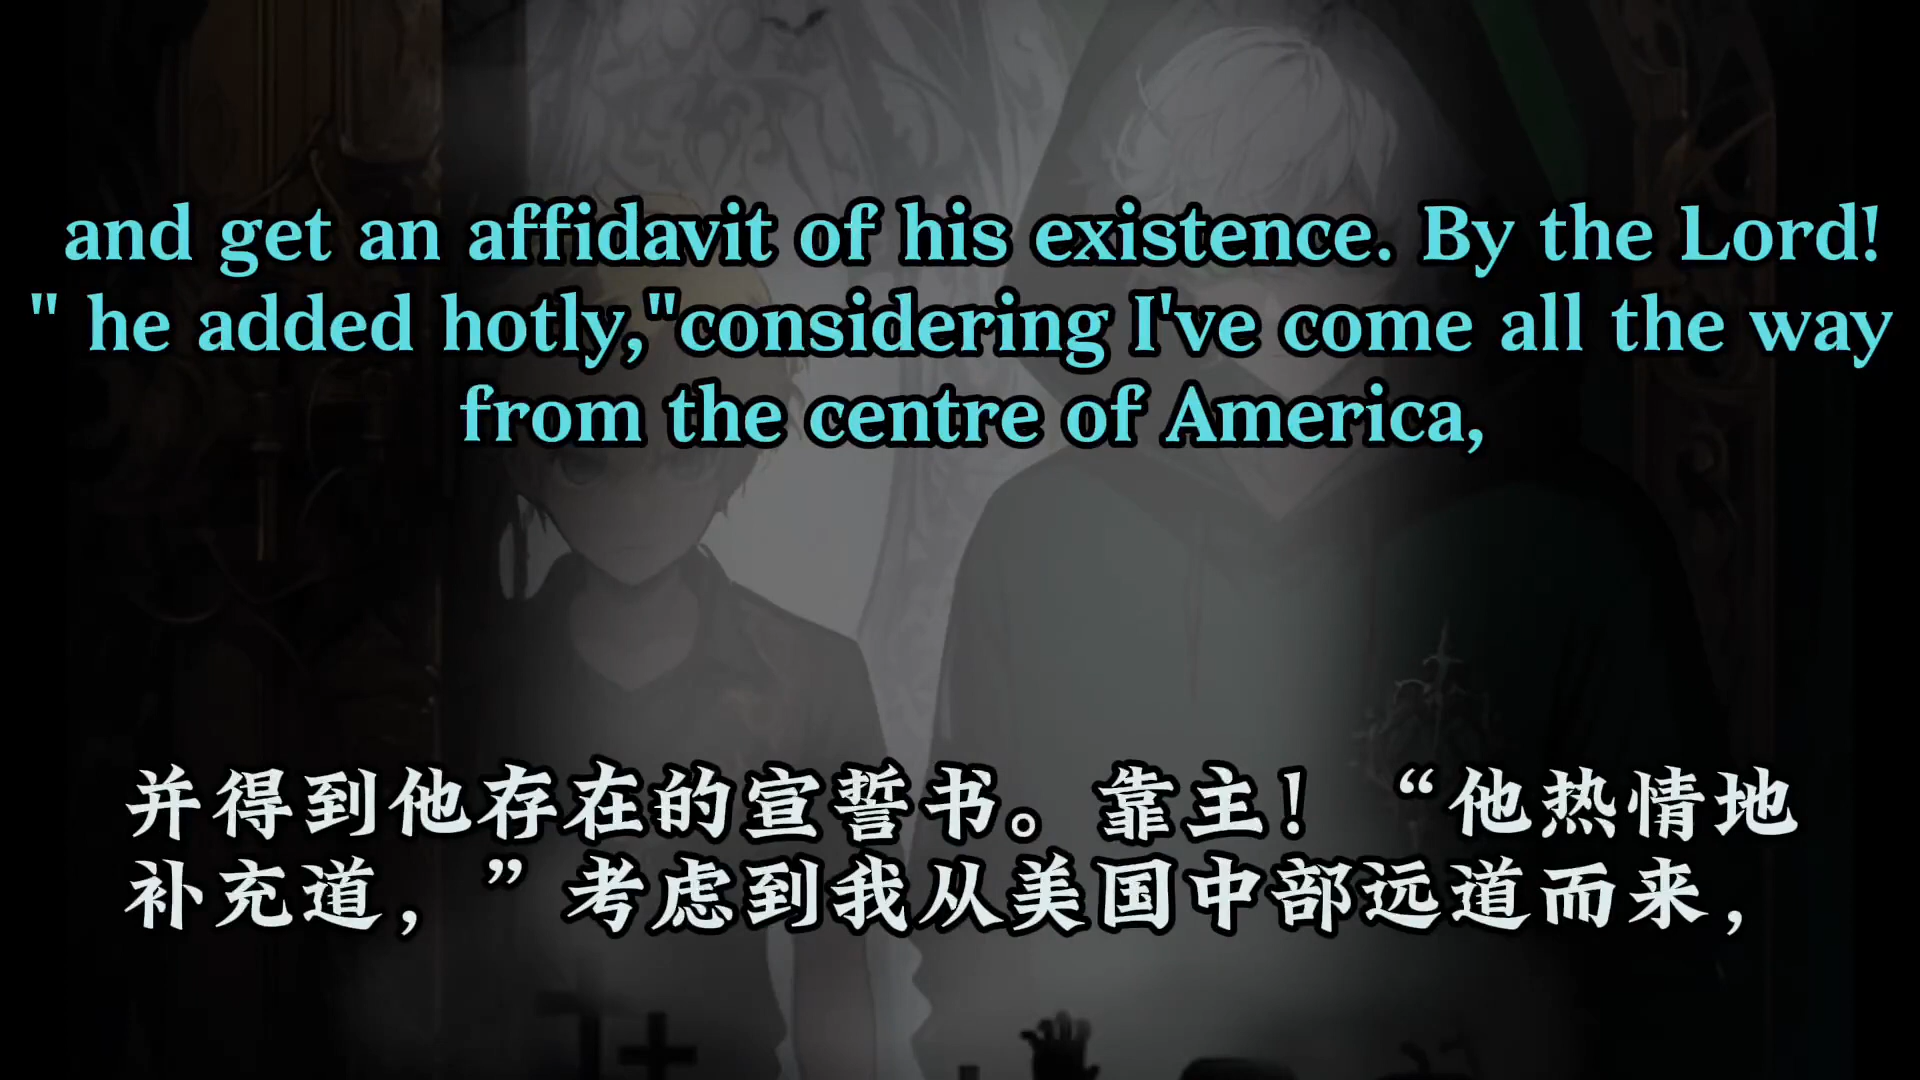 and get an affidavit of his existence. By the Lord!
" he added hotly,"considering I've come all the way
from the centre of America,
并得到他存在的宣誓书。靠主！“他热情地
补充道，”考虑到我从美国中部远道而来，